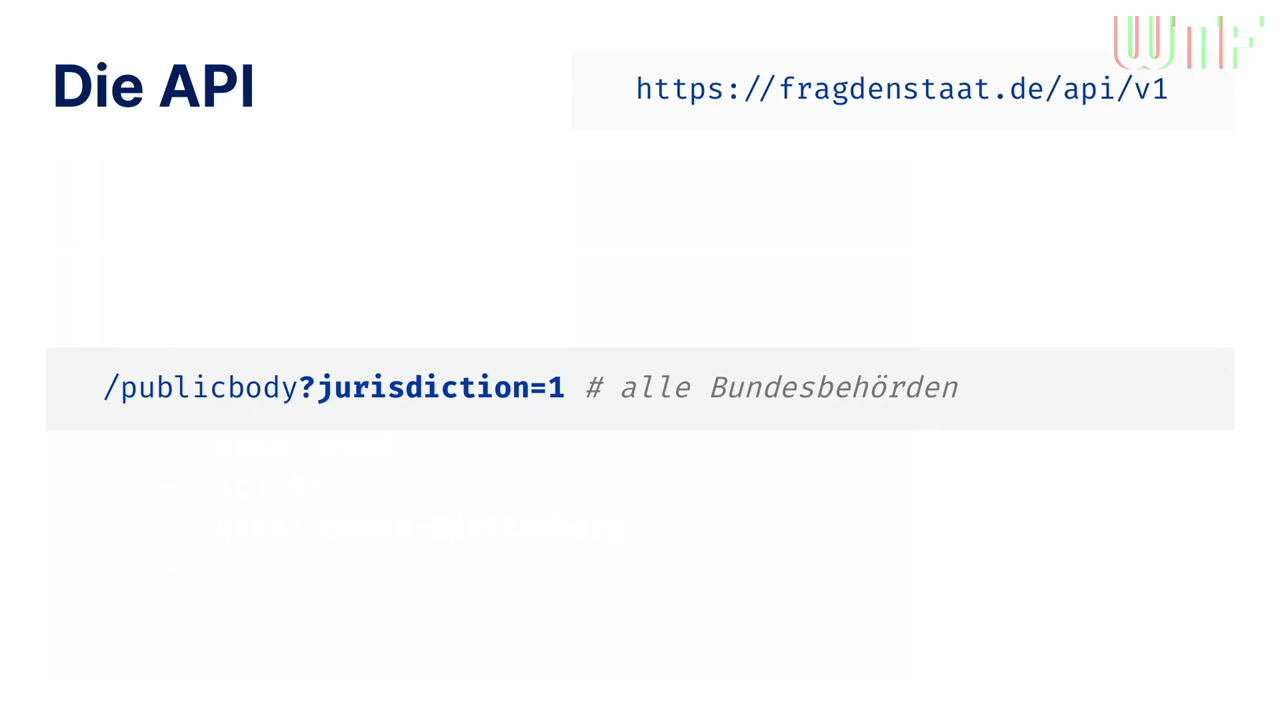 Die API
https://fragdenstaat.de/api/v1
/publicbody?jurisdiction=1 # alle Bundesbehörden